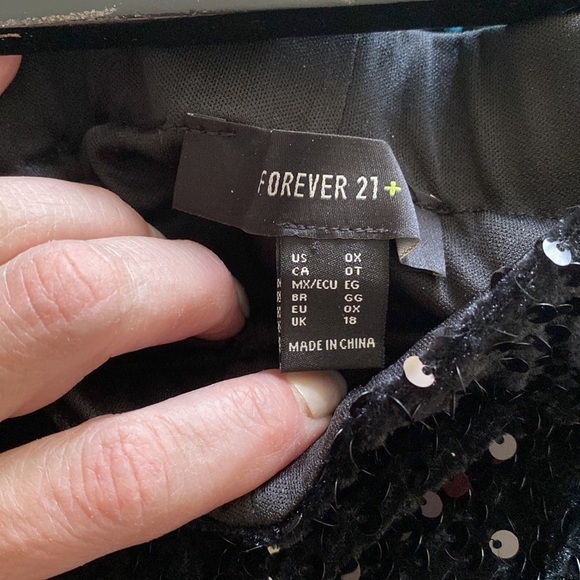 FOREVER 21+
US 0X
CA 0T
MX/ECU EG
BR GG
EU 0X
UK 18
MADE IN CHINA